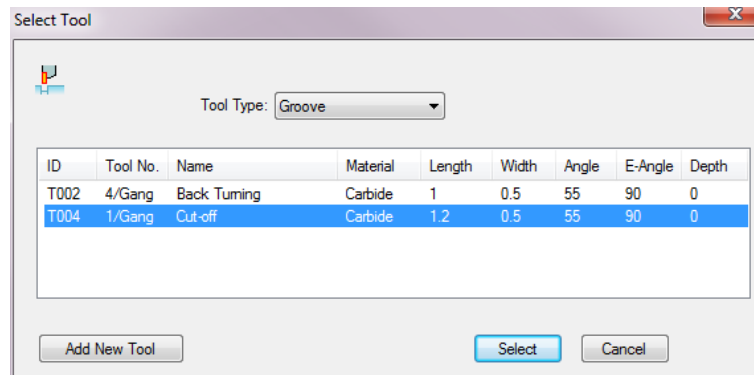 Select Tool
x
Tool Type: Groove
ID Tool No. Name Material Length Width Angle E-Angle Depth
T002 4/Gang Back Turning Carbide 1 0.5 55 90 0
T004 1/Gang Cut-off Carbide 1.2 0.5 55 90 0
Add New Tool Select Cancel